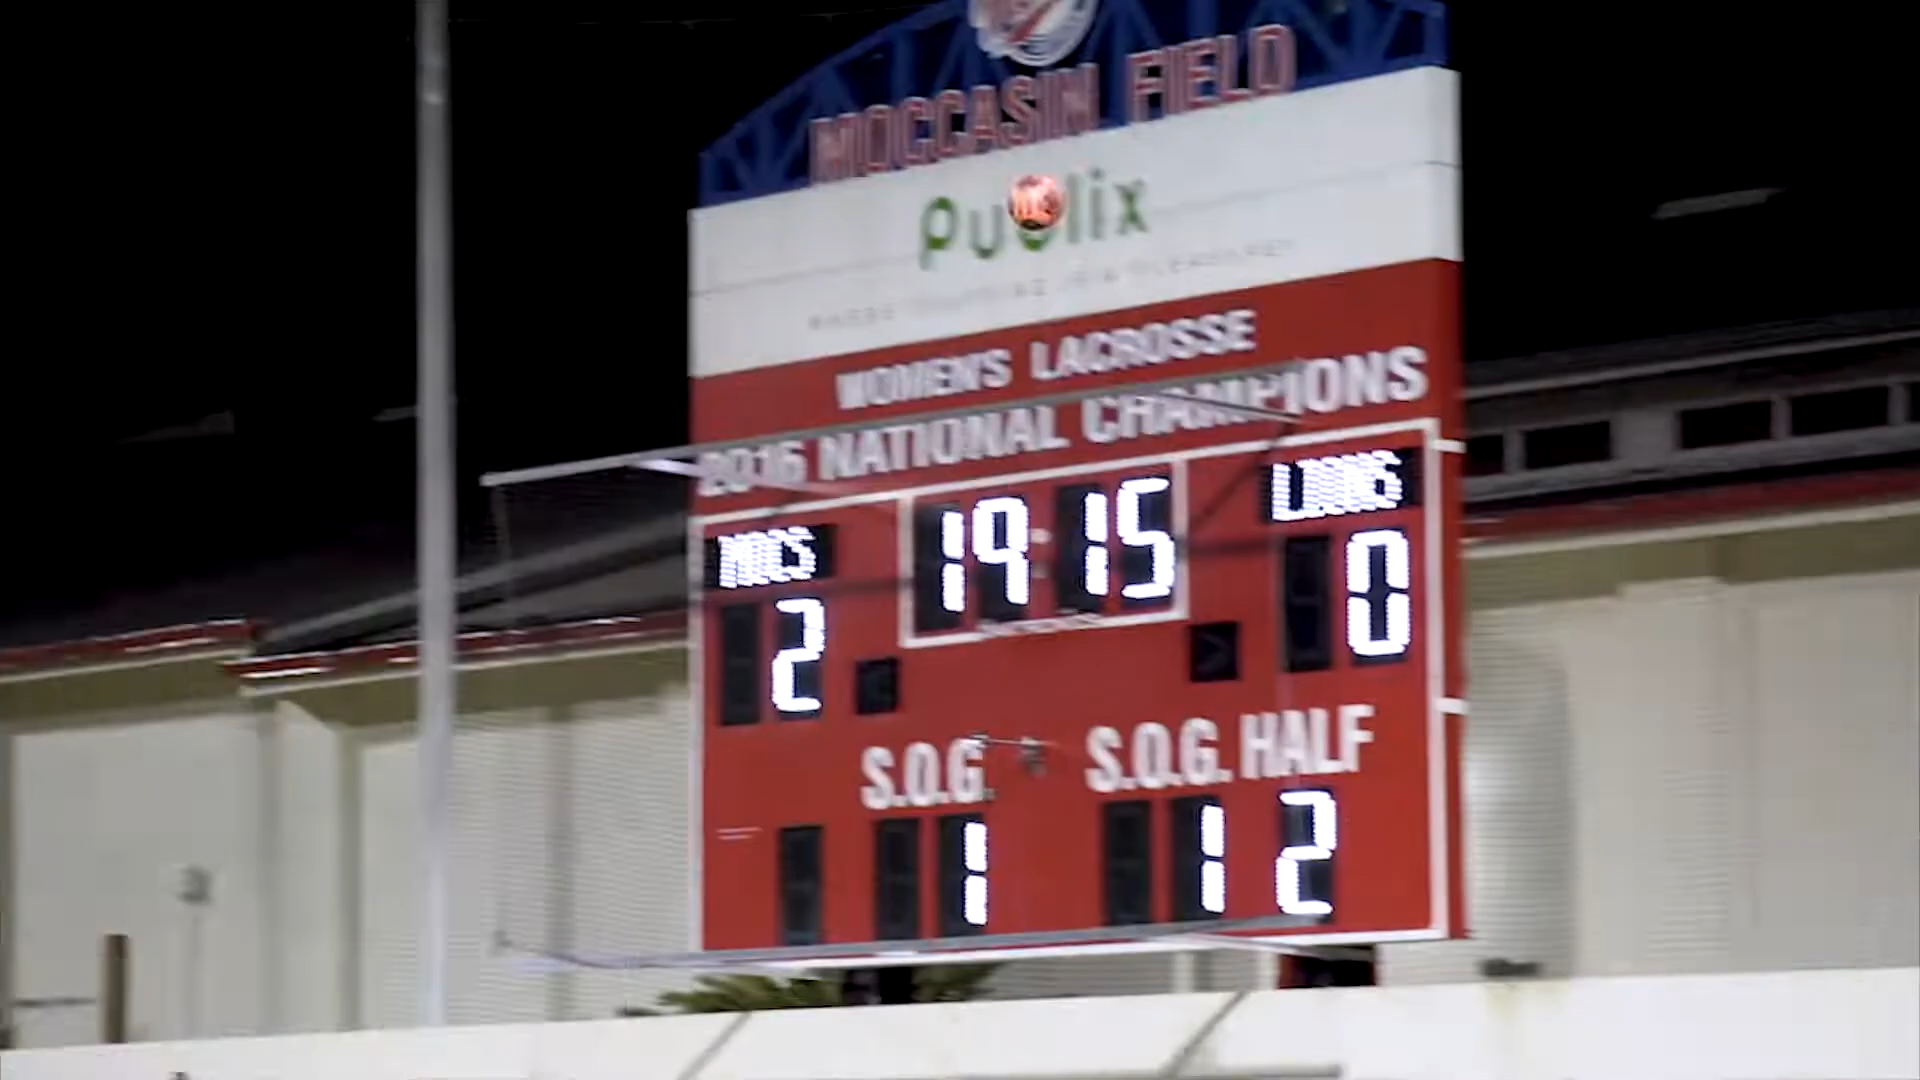 MOCCASIN FIELD
Publix
WOMEN'S LACROSSE
2016 NATIONAL CHAMPIONS
MOCS 19:15 LIONS
2 0
S.O.G. S.O.G. HALF
1 1 2